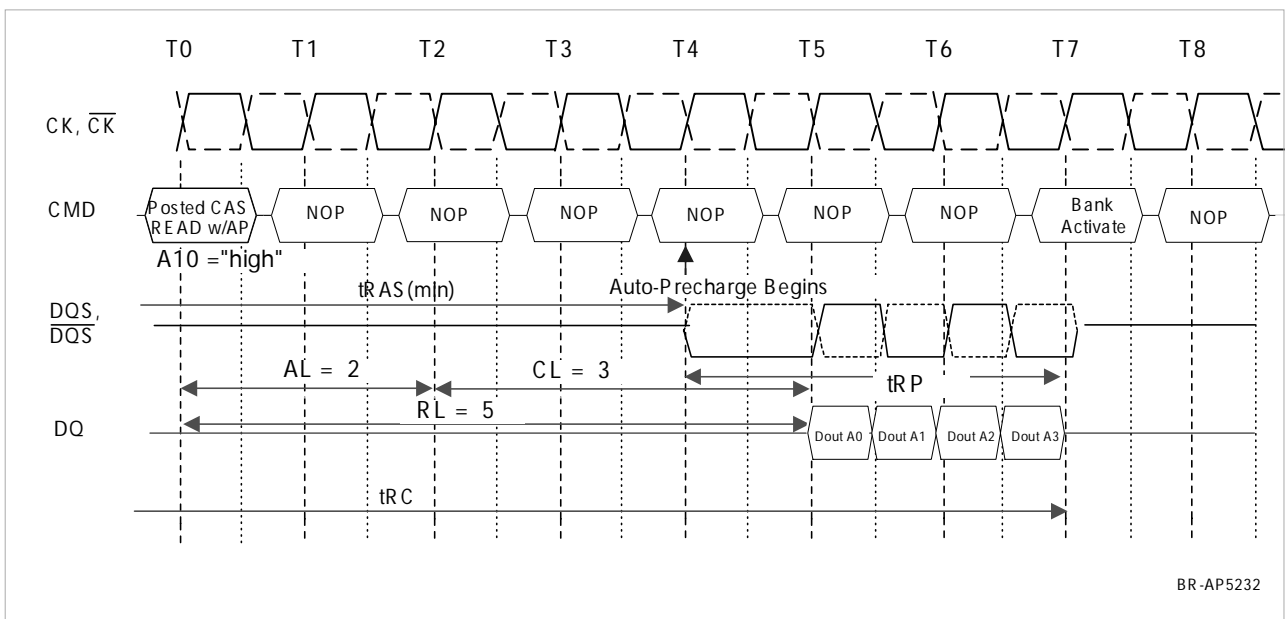 T0 T1 T2 T3 T4 T5 T6 T7 T8
CK, CK
CMD
Posted CAS
READ w/AP
NOP NOP NOP NOP NOP NOP
Bank
Activate
NOP
A10 ="high"
tRAS(min)
Auto-Precharge Begins
DQS,
DQS
AL = 2
CL = 3
tRP
RL = 5
DQ
Dout A0 Dout A1 Dout A2 Dout A3
tRC
BR-AP5232